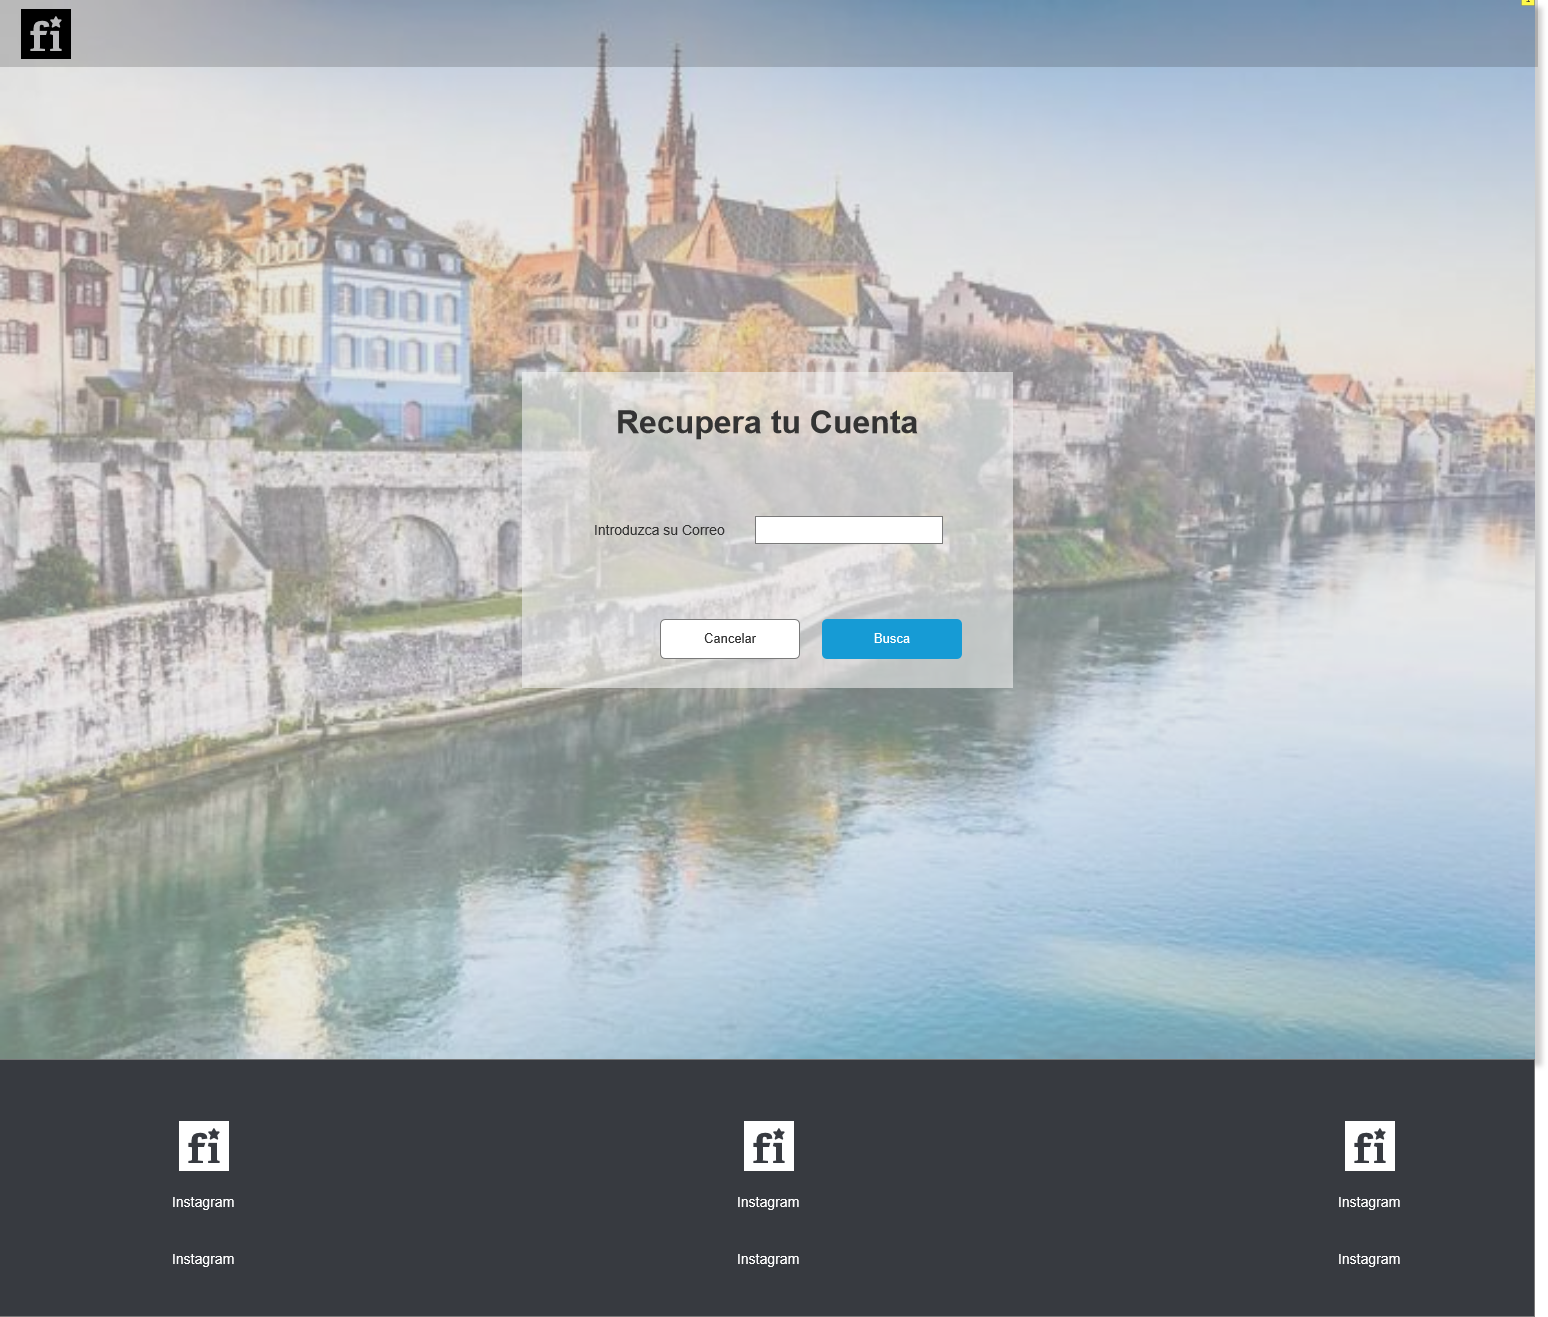 fi
Recupera tu Cuenta
Introduzca su Correo
Cancelar Busca
fi fi fi
Instagram Instagram Instagram
Instagram Instagram Instagram